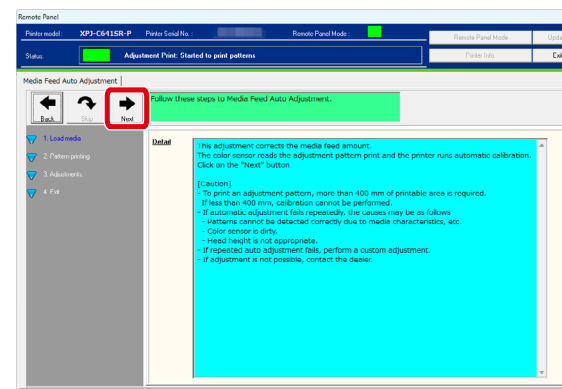 Remote Panel
Printer model : XPJ-C641SR-P Printer Serial No. : Remote Panel Mode : Remote Panel Mode Upda
Status: Adjustment Print: Started to print patterns Printer Info. Exi
Media Feed Auto Adjustment
Back Skip Next
Follow these steps to Media Feed Auto Adjustment.
1. Load media
2. Pattern printing
3. Adjustments
4. Exit
Detail
This adjustment corrects the media feed amount.
The color sensor reads the adjustment pattern print and the printer runs automatic calibration.
Click on the "Next" button
[Caution]
- To print an adjustment pattern, more than 400 mm of printable area is required.
If less than 400 mm, calibration cannot be performed.
- If automatic adjustment fails repeatedly, the causes may be as follows
- Patterns cannot be detected correctly due to media characteristics, etc.
- Color sensor is dirty.
- Head height is not appropriate.
- If repeated auto adjustment fails, perform a custom adjustment.
- If adjustment is not possible, contact the dealer.